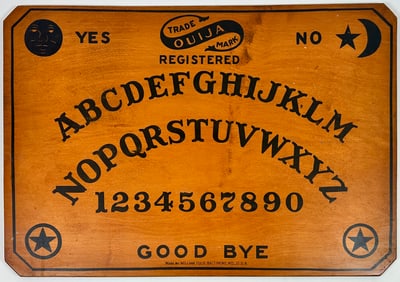 YES
TRADE
OUIJA
MARK
NO
REGISTERED
ABCDEFGHIJKLM
NOPQRSTUVWXYZ
1234567890
GOOD BYE